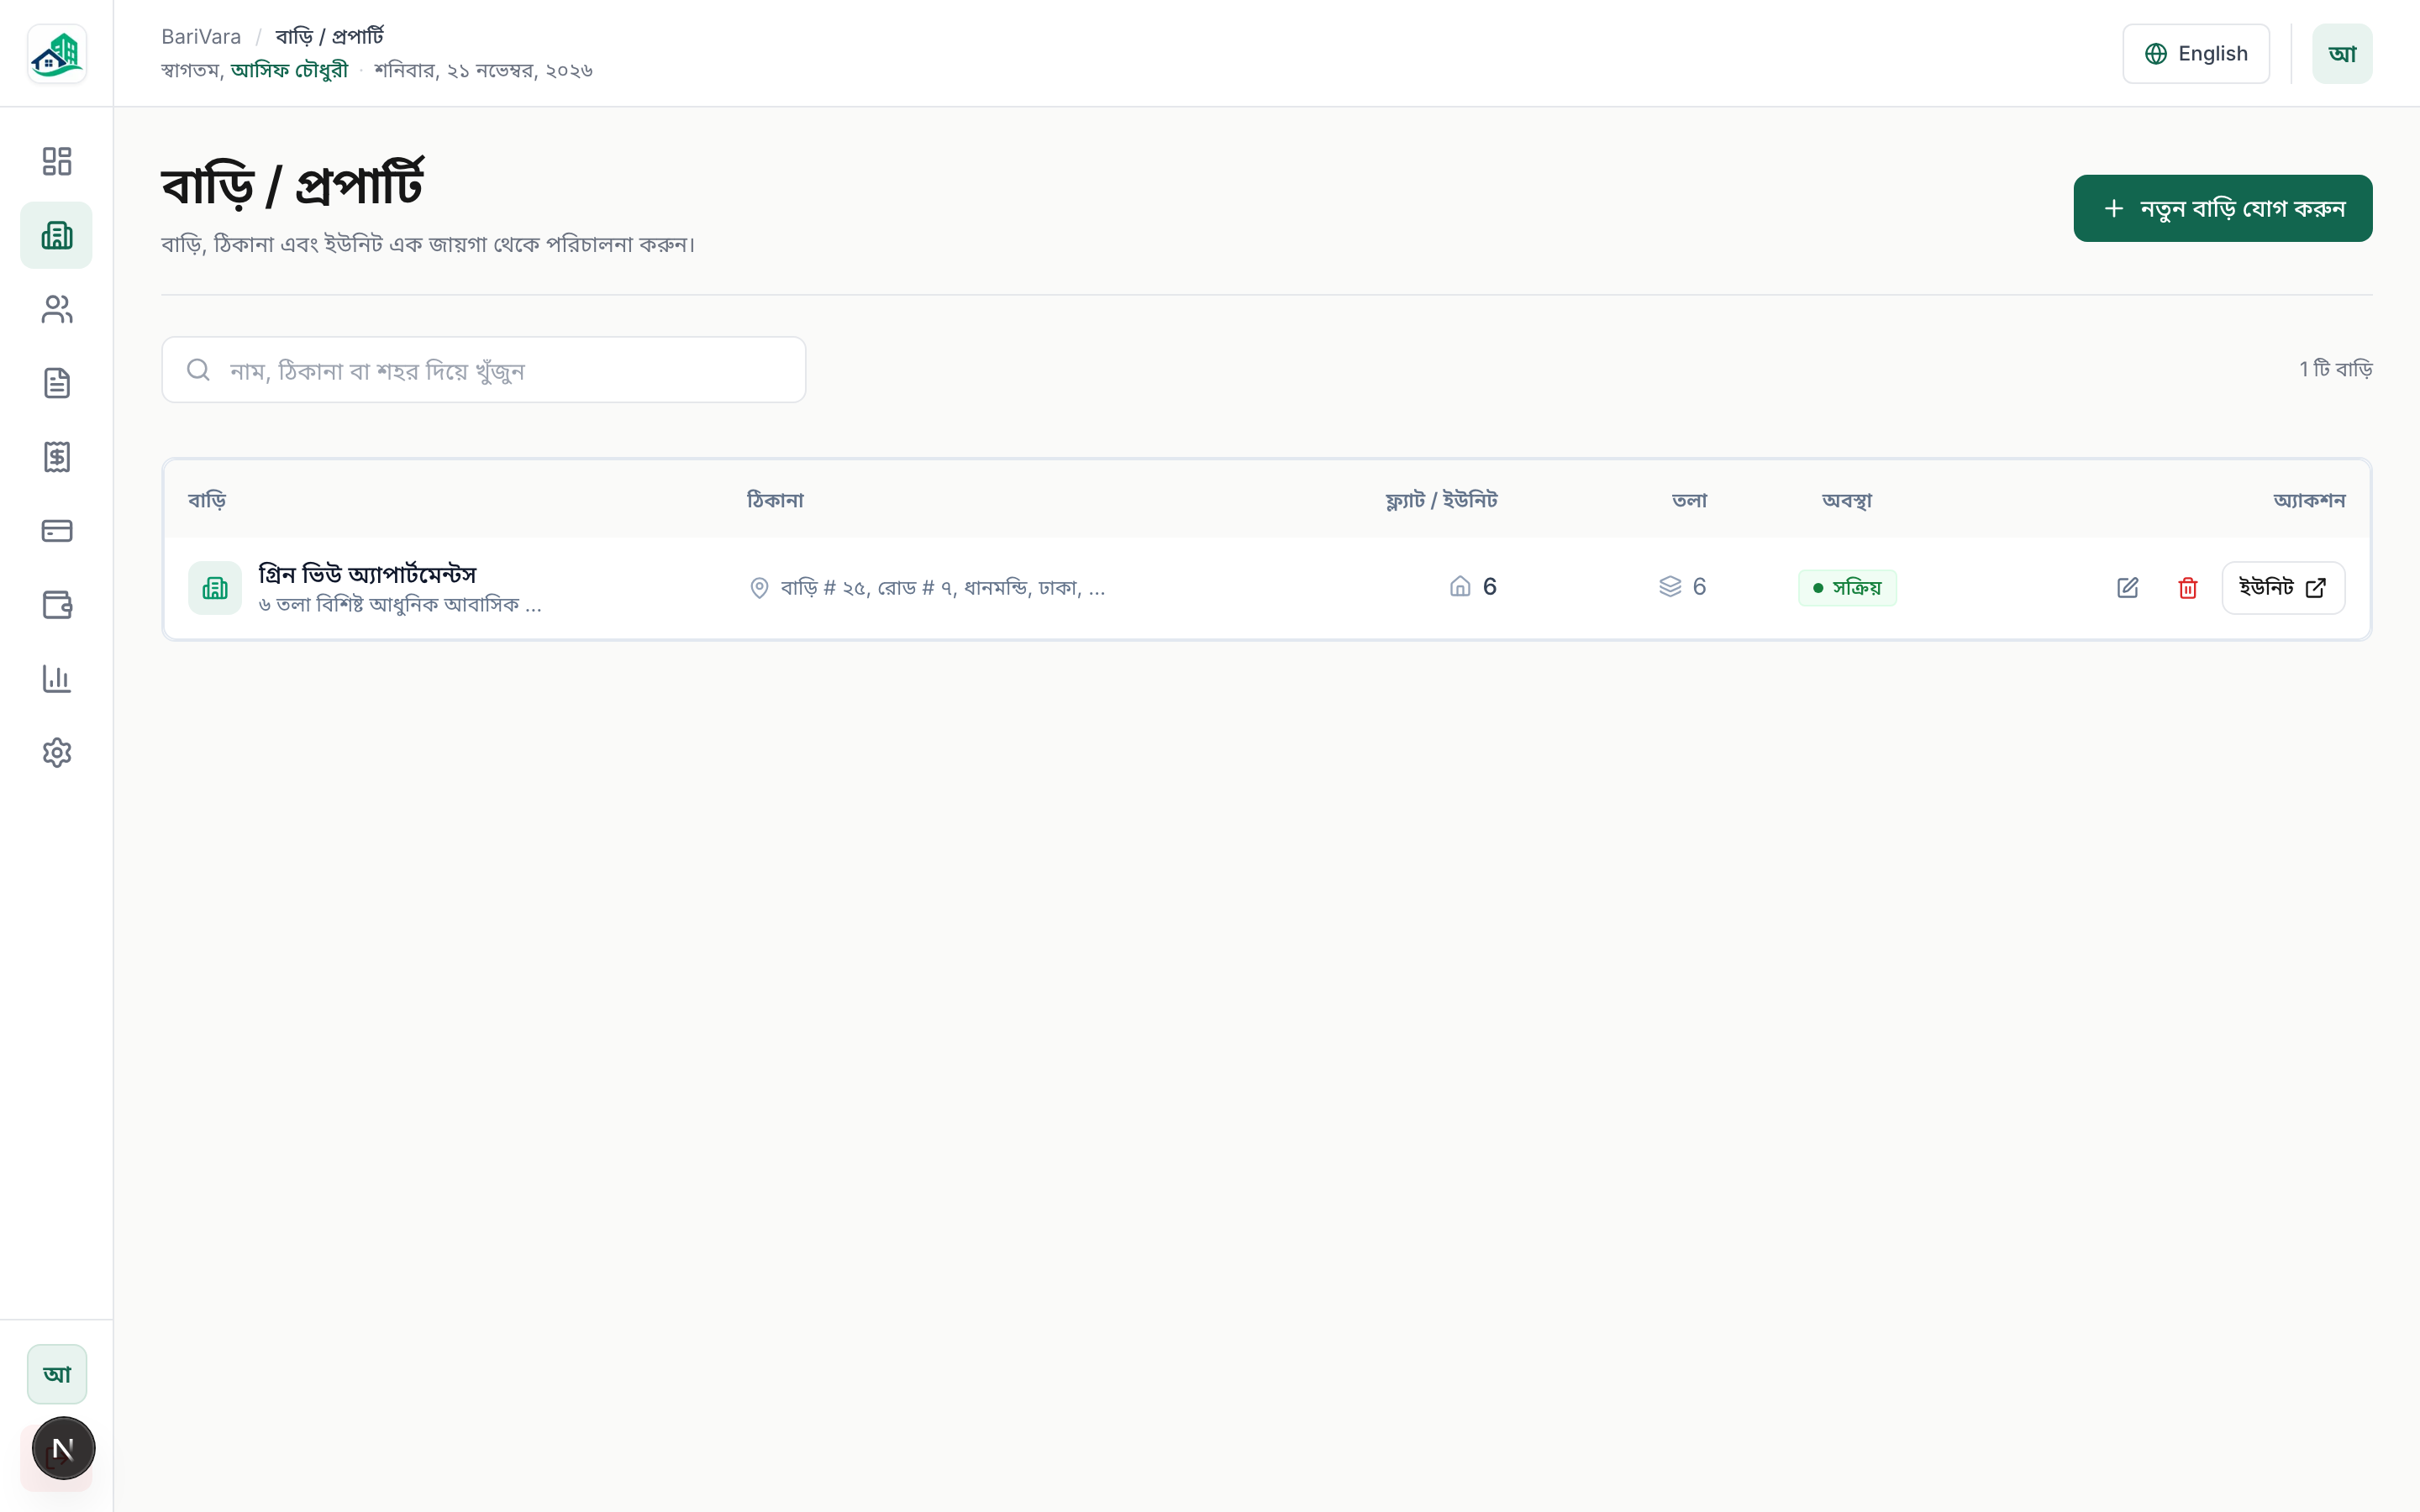 BariVara / বাড়ি / প্রপার্টি
স্বাগতম, আসিফ চৌধুরী · শনিবার, ২১ নভেম্বর, ২০২৬
English
আ
বাড়ি / প্রপার্টি
বাড়ি, ঠিকানা এবং ইউনিট এক জায়গা থেকে পরিচালনা করুন।
+ নতুন বাড়ি যোগ করুন
নাম, ঠিকানা বা শহর দিয়ে খুঁজুন
1 টি বাড়ি
বাড়ি ঠিকানা ফ্ল্যাট / ইউনিট তলা অবস্থা অ্যাকশন
গ্রিন ভিউ অ্যাপার্টমেন্টস
৬ তলা বিশিষ্ট আধুনিক আবাসিক ...
বাড়ি # ২৫, রোড # ৭, ধানমন্ডি, ঢাকা, ...
6
6
সক্রিয়
ইউনিট
আ
N